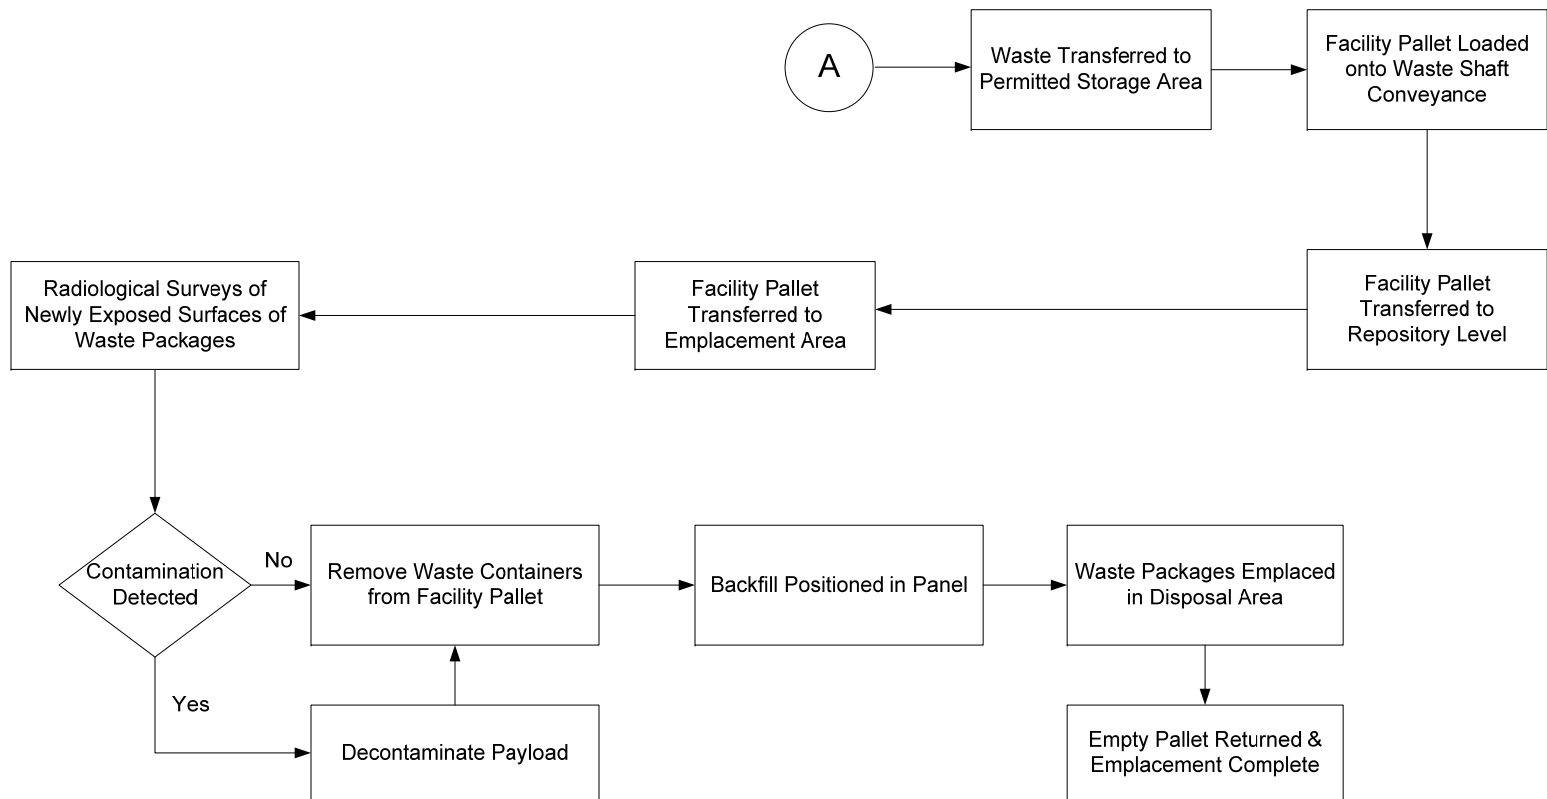 A
Waste Transferred to
Permitted Storage Area
Facility Pallet Loaded
onto Waste Shaft
Conveyance
Facility Pallet
Transferred to
Repository Level
Facility Pallet
Transferred to
Emplacement Area
Radiological Surveys of
Newly Exposed Surfaces of
Waste Packages
Contamination
Detected
No
Yes
Decontaminate Payload
Remove Waste Containers
from Facility Pallet
Backfill Positioned in Panel
Waste Packages Emplaced
in Disposal Area
Empty Pallet Returned &
Emplacement Complete